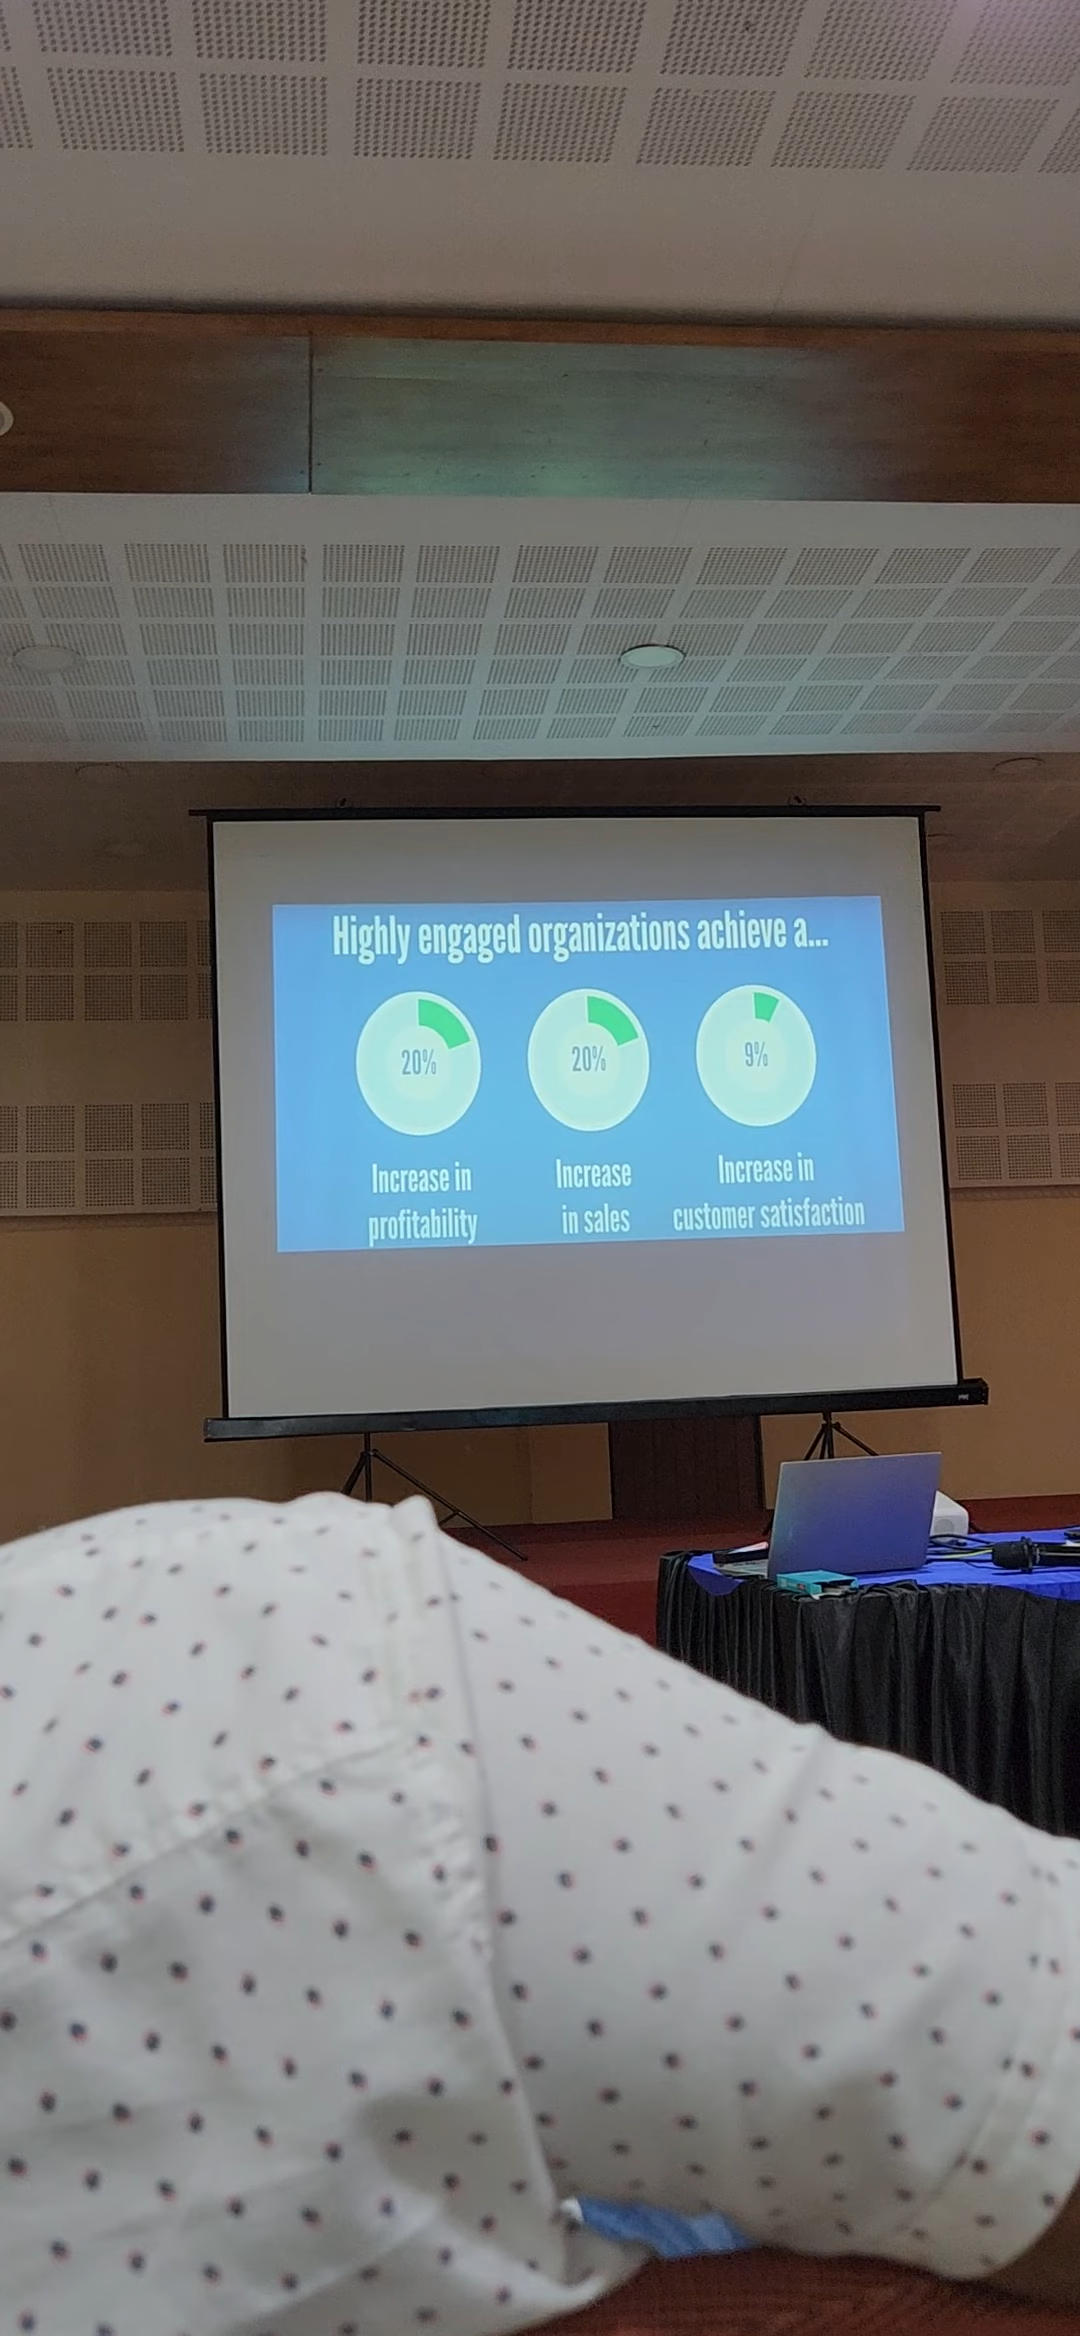 Highly engaged organizations achieve a...
20%
20%
9%
Increase in
profitability
Increase
in sales
Increase in
customer satisfaction